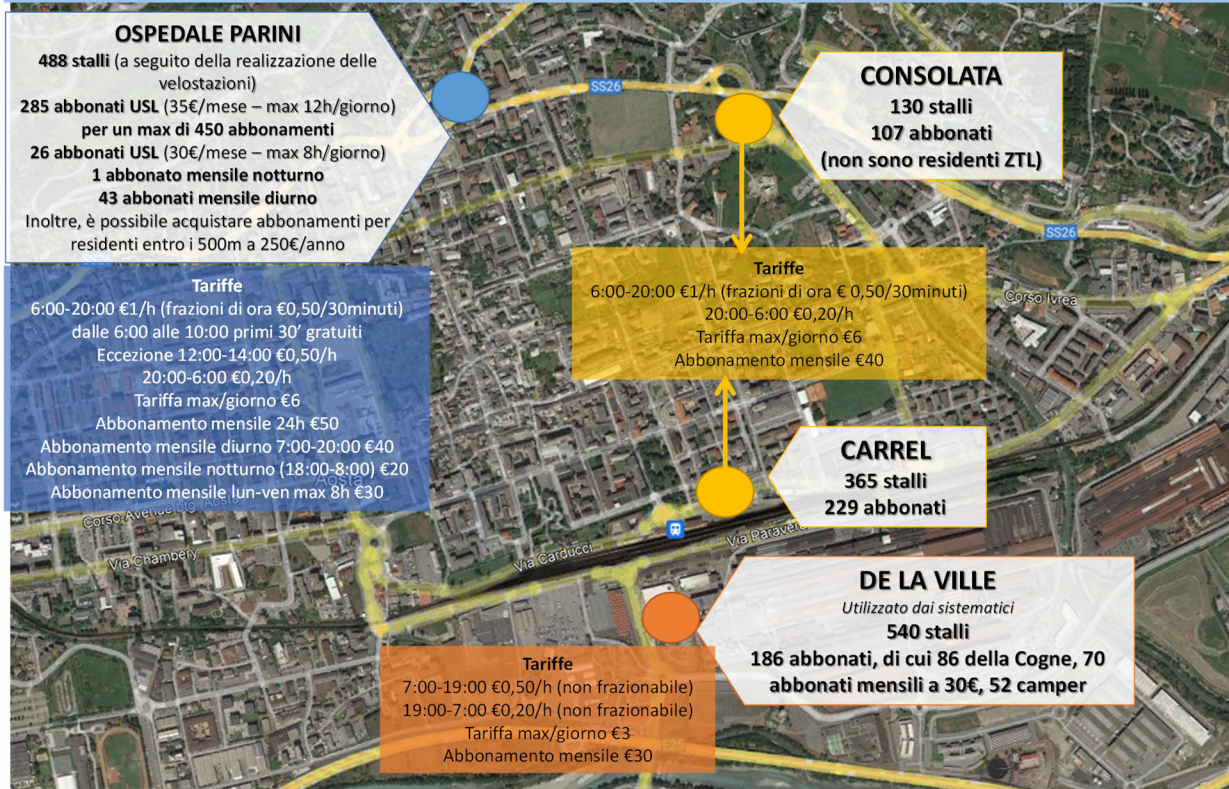 OSPEDALE PARINI
488 stalli (a seguito della realizzazione delle
velostazioni)
285 abbonati USL (35€/mese – max 12h/giorno)
per un max di 450 abbonamenti
26 abbonati USL (30€/mese – max 8h/giorno)
1 abbonato mensile notturno
43 abbonati mensile diurno
Inoltre, è possibile acquistare abbonamenti per
residenti entro i 500m a 250€/anno
Tariffe
6:00-20:00 €1/h (frazioni di ora €0,50/30minuti)
dalle 6:00 alle 10:00 primi 30’ gratuiti
Eccezione 12:00-14:00 €0,50/h
20:00-6:00 €0,20/h
Tariffa max/giorno €6
Abbonamento mensile 24h €50
Abbonamento mensile diurno 7:00-20:00 €40
Abbonamento mensile notturno (18:00-8:00) €20
Abbonamento mensile lun-ven max 8h €30
SS26
CONSOLATA
130 stalli
107 abbonati
(non sono residenti ZTL)
SS26
Tariffe
6:00-20:00 €1/h (frazioni di ora € 0,50/30minuti)
20:00-6:00 €0,20/h
Tariffa max/giorno €6
Abbonamento mensile €40
Corso Ivrea
CARREL
365 stalli
229 abbonati
Aosta
Via Chambery
Via Carducci
DE LA VILLE
Utilizzato dai sistematici
540 stalli
186 abbonati, di cui 86 della Cogne, 70
abbonati mensili a 30€, 52 camper
Tariffe
7:00-19:00 €0,50/h (non frazionabile)
19:00-7:00 €0,20/h (non frazionabile)
Tariffa max/giorno €3
Abbonamento mensile €30
E25